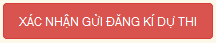 XÁC NHẬN GỬI ĐĂNG KÍ DỰ THI